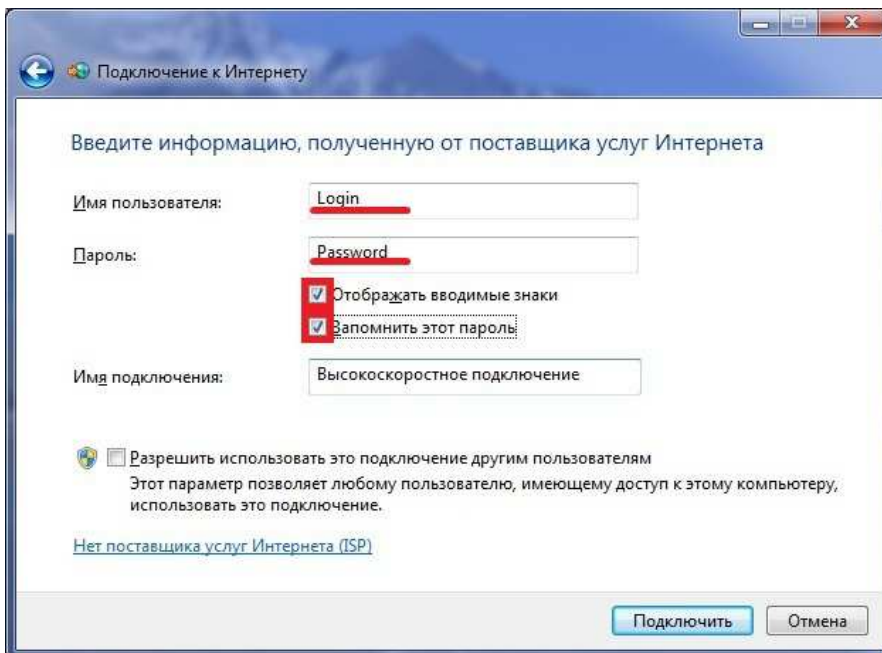 Подключение к Интернету
Введите информацию, полученную от поставщика услуг Интернета
Имя пользователя: Login
Пароль: Password
Отображать вводимые знаки
Запомнить этот пароль
Имя подключения: Высокоскоростное подключение
Разрешить использовать это подключение другим пользователям
Этот параметр позволяет любому пользователю, имеющему доступ к этому компьютеру,
использовать это подключение.
Нет поставщика услуг Интернета (ISP)
Подключить Отмена